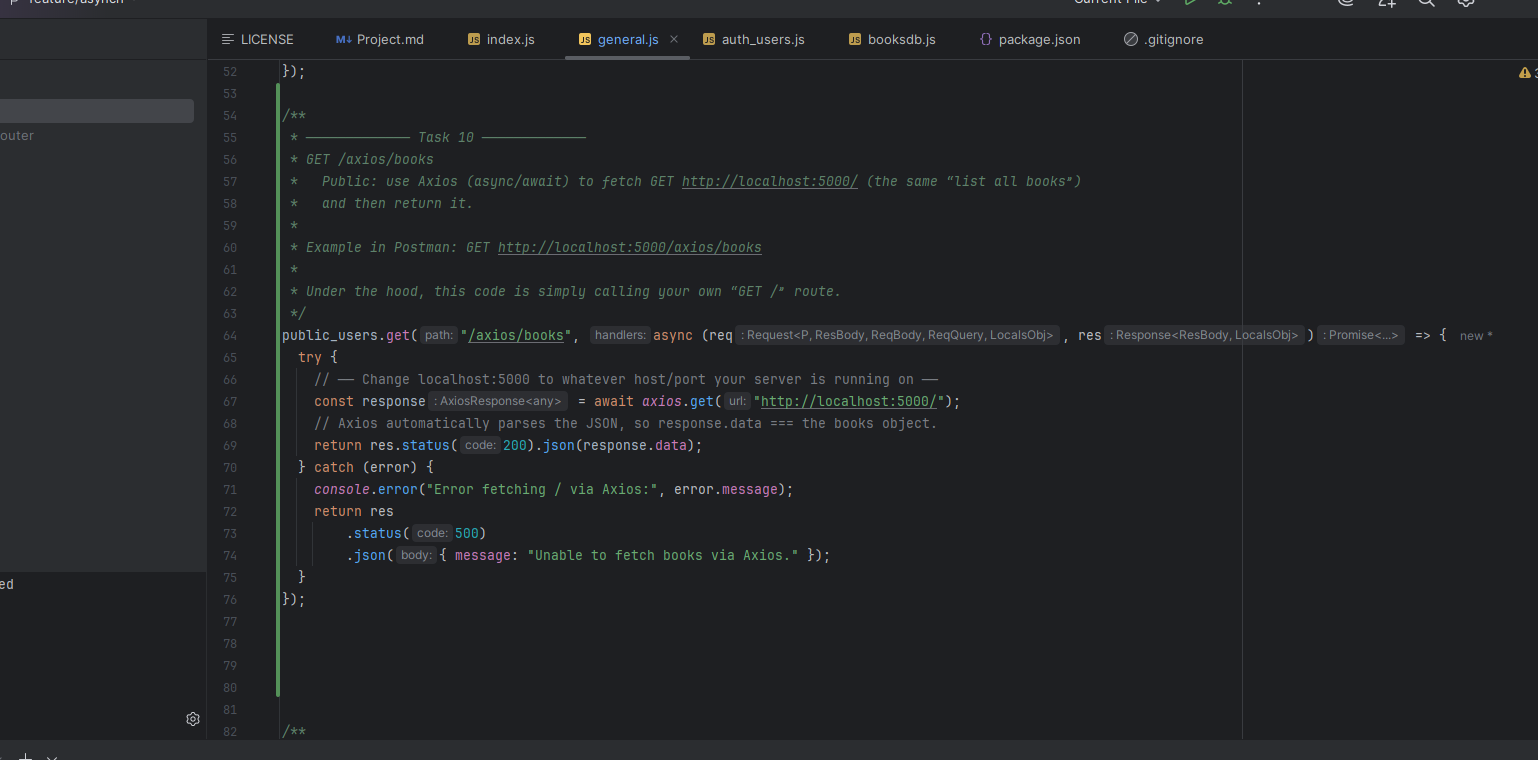 feature/asynch
Current File
LICENSE Project.md index.js general.js auth_users.js booksdb.js package.json .gitignore
52 });
53
outer
54 /**
55 * ————————————— Task 10 —————————————
56 * GET /axios/books
57 * Public: use Axios (async/await) to fetch GET http://localhost:5000/ (the same “list all books”)
58 * and then return it.
59 *
60 * Example in Postman: GET http://localhost:5000/axios/books
61 *
62 * Under the hood, this code is simply calling your own “GET /” route.
63 */
64 public_users.get( path: "/axios/books", handlers: async (req : Request<P, ResBody, ReqBody, ReqQuery, LocalsObj> , res : Response<ResBody, LocalsObj> ) : Promise<...> => { new *
65 try {
66 // —— Change localhost:5000 to whatever host/port your server is running on ——
67 const response : AxiosResponse<any> = await axios.get( url: "http://localhost:5000/");
68 // Axios automatically parses the JSON, so response.data === the books object.
69 return res.status( code: 200).json(response.data);
70 } catch (error) {
71 console.error("Error fetching / via Axios:", error.message);
72 return res
73 .status( code: 500)
74 .json( body: { message: "Unable to fetch books via Axios." });
75 }
ed
76 });
77
78
79
80
81
82 /**